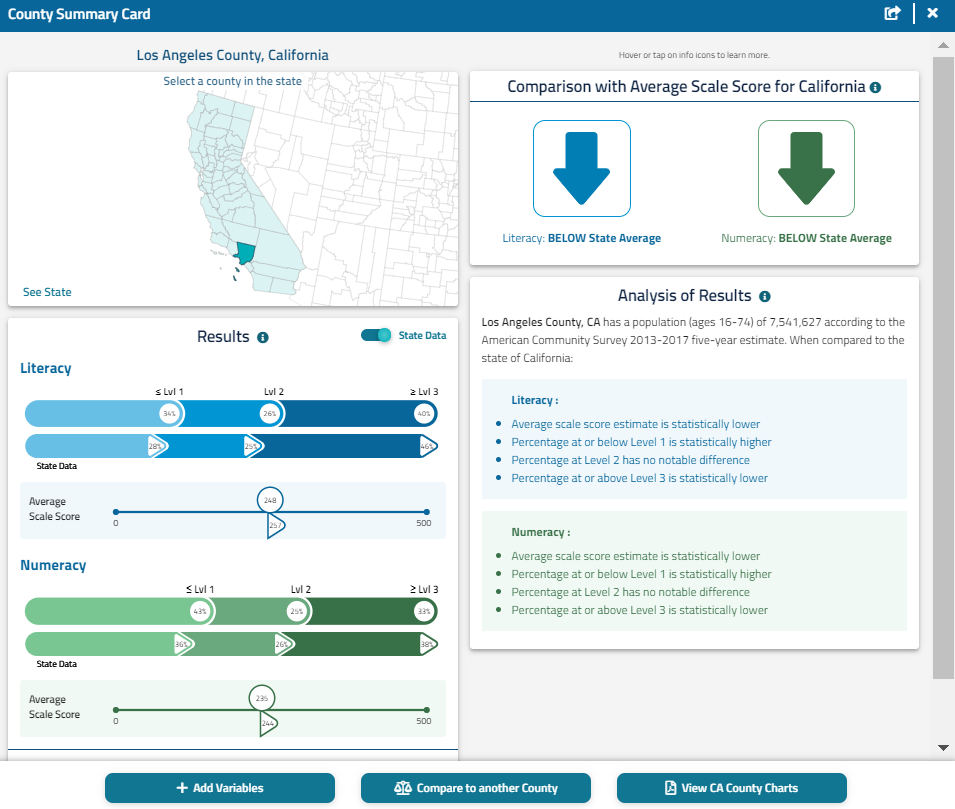 County Summary Card
Los Angeles County, California
Select a county in the state
See State
Results
State Data
Literacy
≤ Lvl 1
Lvl 2
≥ Lvl 3
34%
26%
40%
28%
25%
46%
State Data
Average
Scale Score
248
257
0
500
Numeracy
≤ Lvl 1
Lvl 2
≥ Lvl 3
43%
25%
33%
36%
26%
38%
State Data
Average
Scale Score
235
244
0
500
Hover or tap on info icons to learn more.
Comparison with Average Scale Score for California
Literacy: BELOW State Average
Numeracy: BELOW State Average
Analysis of Results
Los Angeles County, CA has a population (ages 16-74) of 7,541,627 according to the
American Community Survey 2013-2017 five-year estimate. When compared to the
state of California:
Literacy :
Average scale score estimate is statistically lower
Percentage at or below Level 1 is statistically higher
Percentage at Level 2 has no notable difference
Percentage at or above Level 3 is statistically lower
Numeracy :
Average scale score estimate is statistically lower
Percentage at or below Level 1 is statistically higher
Percentage at Level 2 has no notable difference
Percentage at or above Level 3 is statistically lower
Add Variables
Compare to another County
View CA County Charts